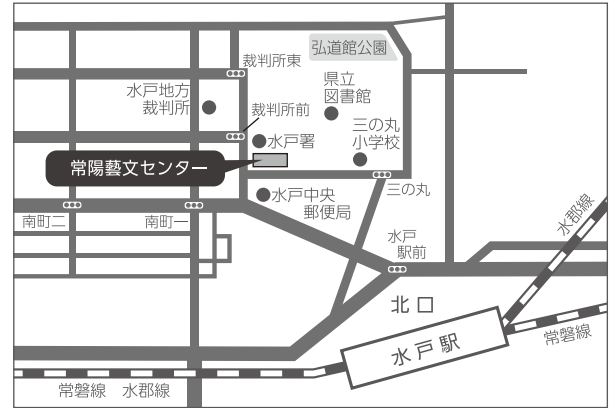 弘道館公園
裁判所東
水戸地方
裁判所
県立
図書館
裁判所前
三の丸
小学校
水戸署
常陽藝文センター
水戸中央
郵便局
三の丸
南町二
南町一
水戸
駅前
水郡線
北口
水戸駅
常磐線
常磐線 水郡線